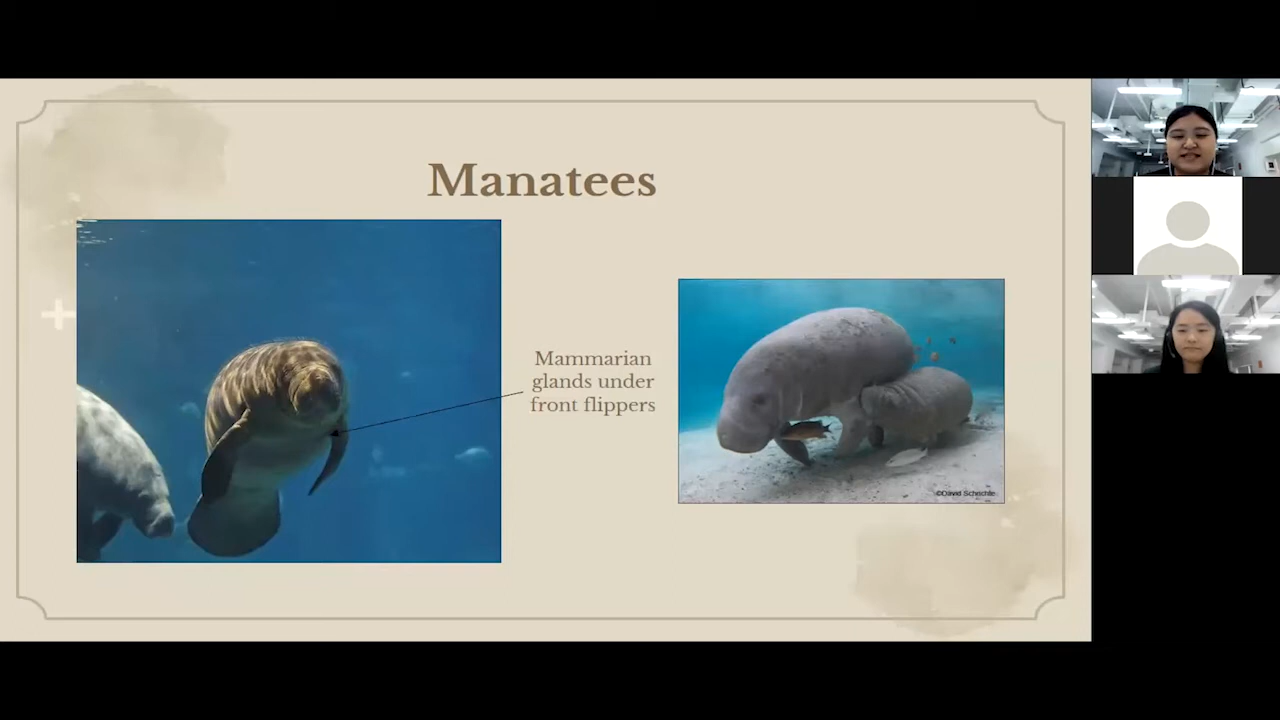 Manatees
Mammarian
glands under
front flippers
©David Schrichte